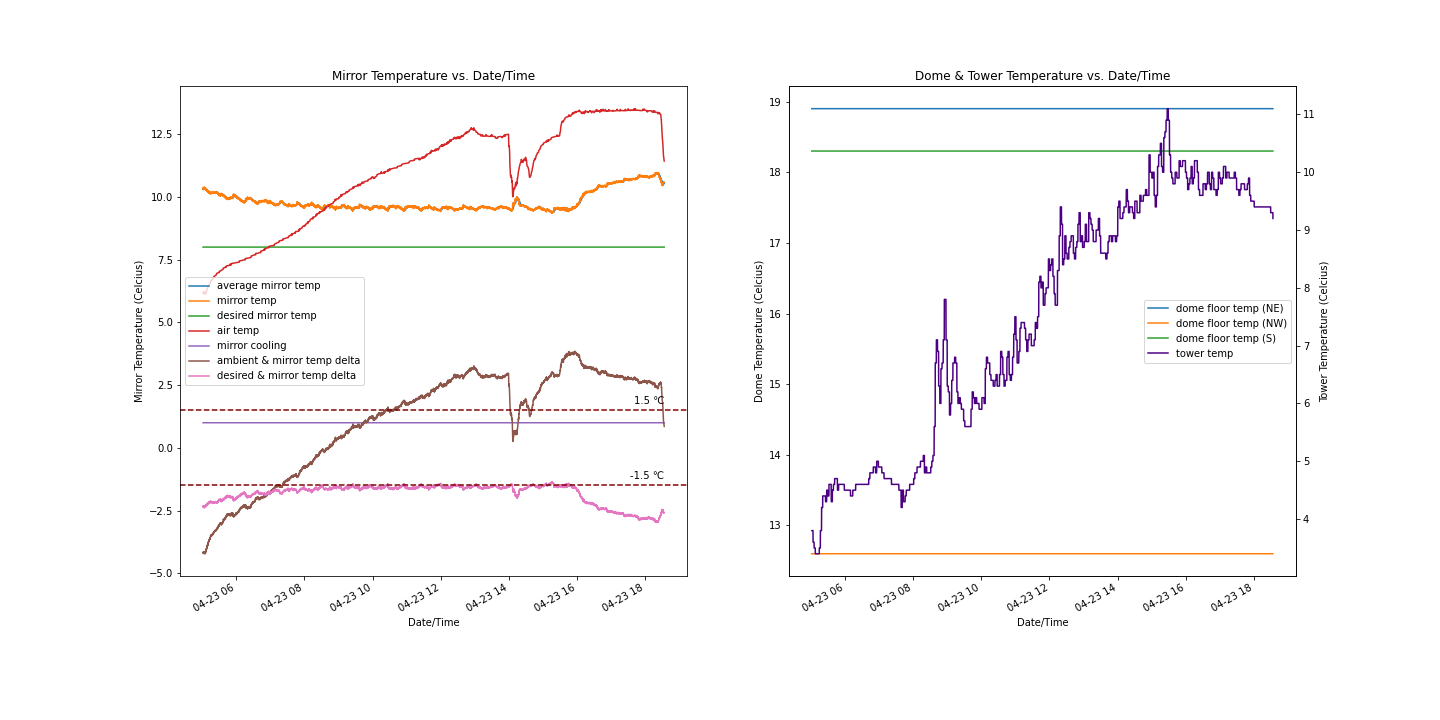 Mirror Temperature vs. Date/Time
Mirror Temperature (Celcius)
12.5
10.0
7.5
5.0
2.5
0.0
−2.5
−5.0
average mirror temp
mirror temp
desired mirror temp
air temp
mirror cooling
ambient & mirror temp delta
desired & mirror temp delta
1.5 °C
-1.5 °C
04-23 06
04-23 08
04-23 10
04-23 12
04-23 14
04-23 16
04-23 18
Date/Time
Dome & Tower Temperature vs. Date/Time
Dome Temperature (Celcius)
19
18
17
16
15
14
13
dome floor temp (NE)
dome floor temp (NW)
dome floor temp (S)
tower temp
11
10
9
8
7
6
5
4
Tower Temperature (Celcius)
04-23 06
04-23 08
04-23 10
04-23 12
04-23 14
04-23 16
04-23 18
Date/Time